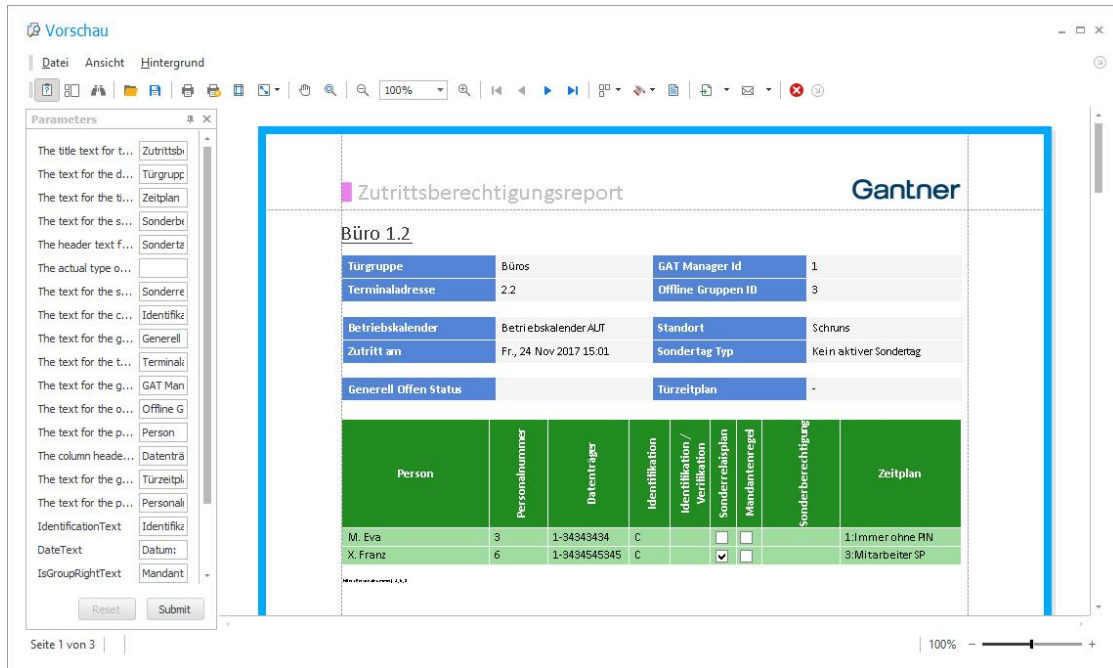 Vorschau
Datei Ansicht Hintergrund
100%
Parameters
The title text for t... Zutrittsb
The text for the d... Türgrupp
The text for the ti... Zeitplan
The text for the s... Sonderbe
The header text f... Sonderta
The actual type o...
The text for the s... Sonderre
The text for the c... Identifika
The text for the g... Generell
The text for the t... Terminala
The text for the g... GAT Man
The text for the o... Offline G
The text for the p... Person
The column heade... Datenträ
The text for the g... Türzeitpl
The text for the p... Personal
IdentificationText Identifika
DateText Datum:
IsGroupRightText Mandant
Reset Submit
Zutrittsberechtigungsreport
Gantner
Büro 1.2
Türgruppe Büros GAT Manager Id 1
Terminaladresse 2.2 Offline Gruppen ID 3
Betriebskalender Betriebskalender AUT Standort Schruns
Zutritt am Fr., 24 Nov 2017 15:01 Sondertag Typ Kein aktiver Sondertag
Generell Offen Status Türzeitplan -
Person Personalnummer Datenträger Identifikation Identifikation / Verifikation Sonderrelaisplan Mandantenregel Sonderberechtigung Zeitplan
M. Eva 3 1-34343434 C 1:Immer ohne PIN
X. Franz 6 1-3434545345 C 3:Mitarbeiter SP
Seite 1 von 3
100%